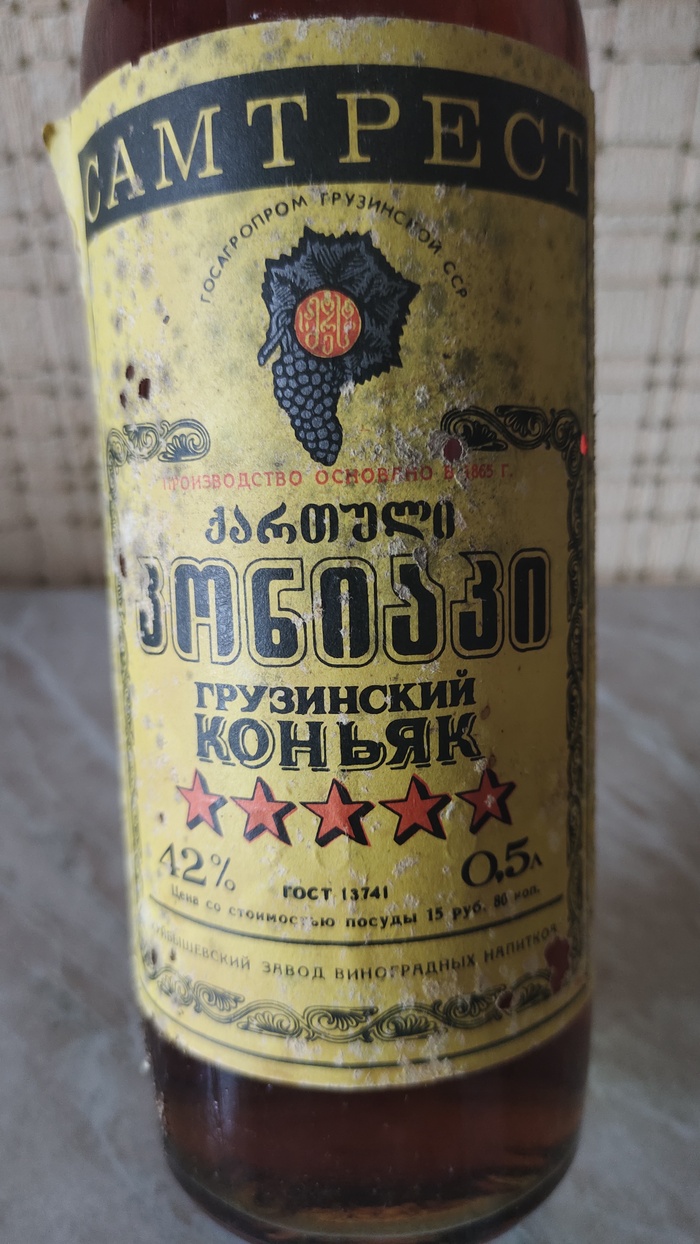 САМТРЕСТ
ГОСАГРОПРОМ ГРУЗИНСКОЙ ССР
ПРОИЗВОДСТВО ОСНОВАНО В 1865 Г.
ქართული
კონიაკი
ГРУЗИНСКИЙ
КОНЬЯК
42% 0,5л
ГОСТ 13741
Цена со стоимостью посуды 15 руб. 80 коп.
ЗАВОД ВИНОГРАДНЫХ НАПИТКОВ